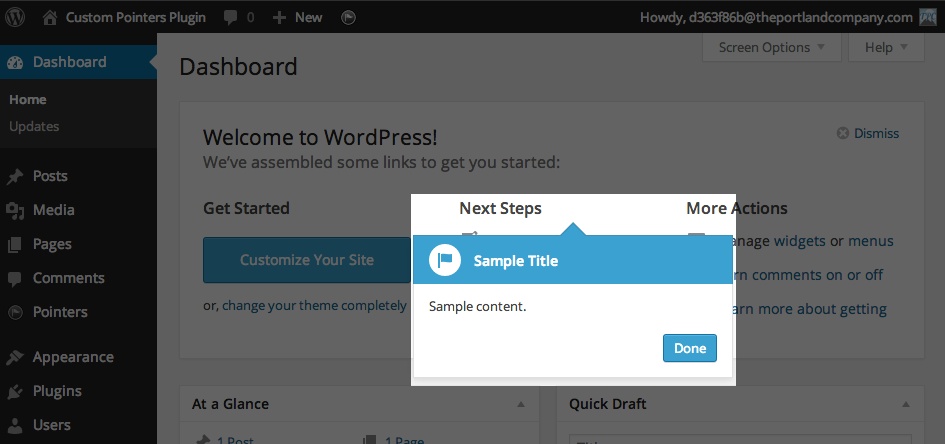 Custom Pointers Plugin 0 New Howdy, d363f86b@theportlandcompany.com
Screen Options Help
Dashboard
Home
Updates
Posts
Media
Pages
Comments
Pointers
Appearance
Plugins
Users
Dashboard
Welcome to WordPress!
Dismiss
We've assembled some links to get you started:
Get Started
Customize Your Site
or, change your theme completely
Next Steps
More Actions
widgets or menus
comments on or off
more about getting
Sample Title
Sample content.
Done
At a Glance
1 Post 1 Page
Quick Draft